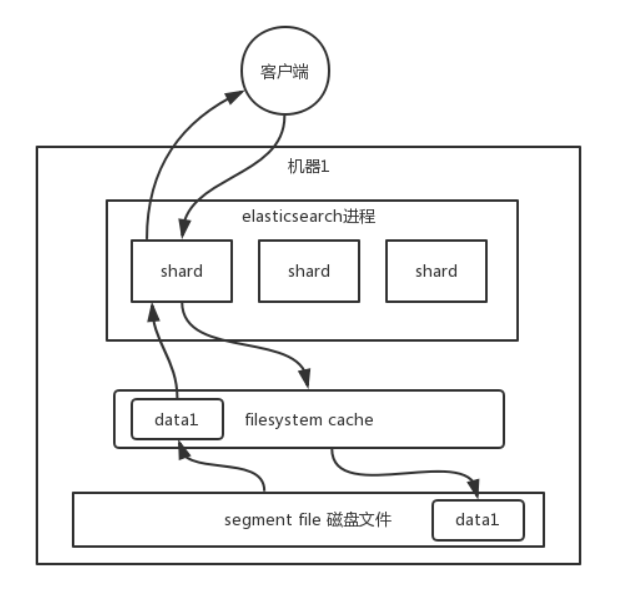 客户端
机器1
elasticsearch进程
shard
shard
shard
data1
filesystem cache
segment file 磁盘文件
data1